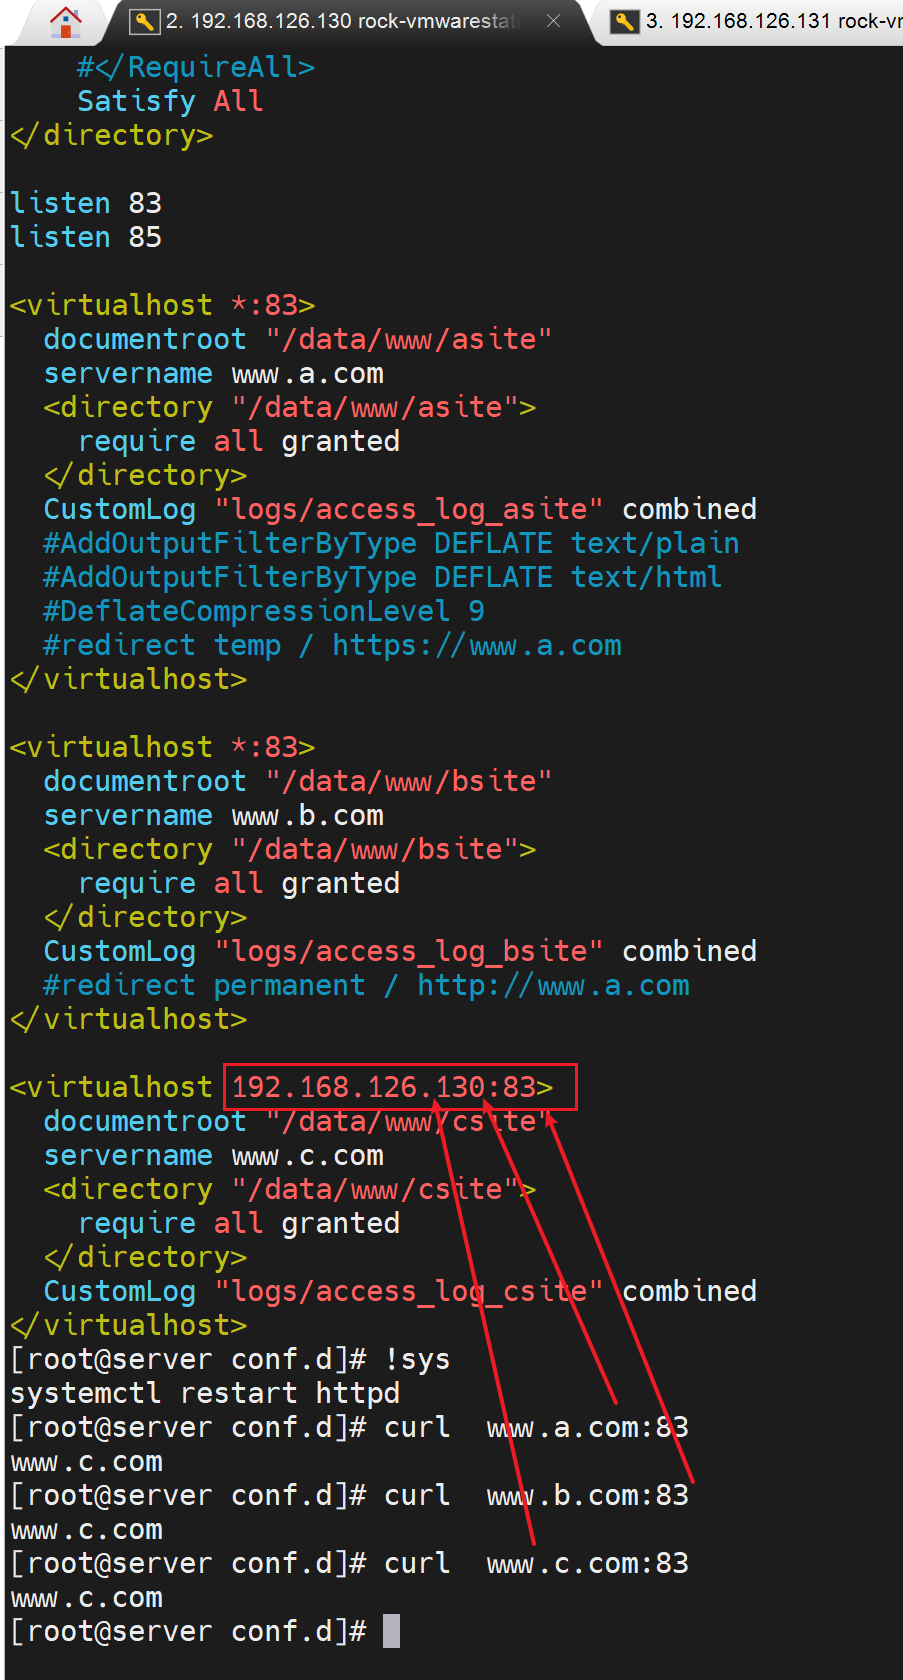 2. 192.168.126.130 rock-vmwarestati
3. 192.168.126.131 rock-vr
#</RequireAll>
Satisfy All
</directory>
listen 83
listen 85
<virtualhost *:83>
documentroot "/data/www/asite"
servername www.a.com
<directory "/data/www/asite">
require all granted
</directory>
CustomLog "logs/access_log_asite" combined
#AddOutputFilterByType DEFLATE text/plain
#AddOutputFilterByType DEFLATE text/html
#DeflateCompressionLevel 9
#redirect temp / https://www.a.com
</virtualhost>
<virtualhost *:83>
documentroot "/data/www/bsite"
servername www.b.com
<directory "/data/www/bsite">
require all granted
</directory>
CustomLog "logs/access_log_bsite" combined
#redirect permanent / http://www.a.com
</virtualhost>
<virtualhost 192.168.126.130:83>
documentroot "/data/www/csite"
servername www.c.com
<directory "/data/www/csite">
require all granted
</directory>
CustomLog "logs/access_log_csite" combined
</virtualhost>
[root@server conf.d]# !sys
systemctl restart httpd
[root@server conf.d]# curl  www.a.com:83
www.c.com
[root@server conf.d]# curl  www.b.com:83
www.c.com
[root@server conf.d]# curl  www.c.com:83
www.c.com
[root@server conf.d]#